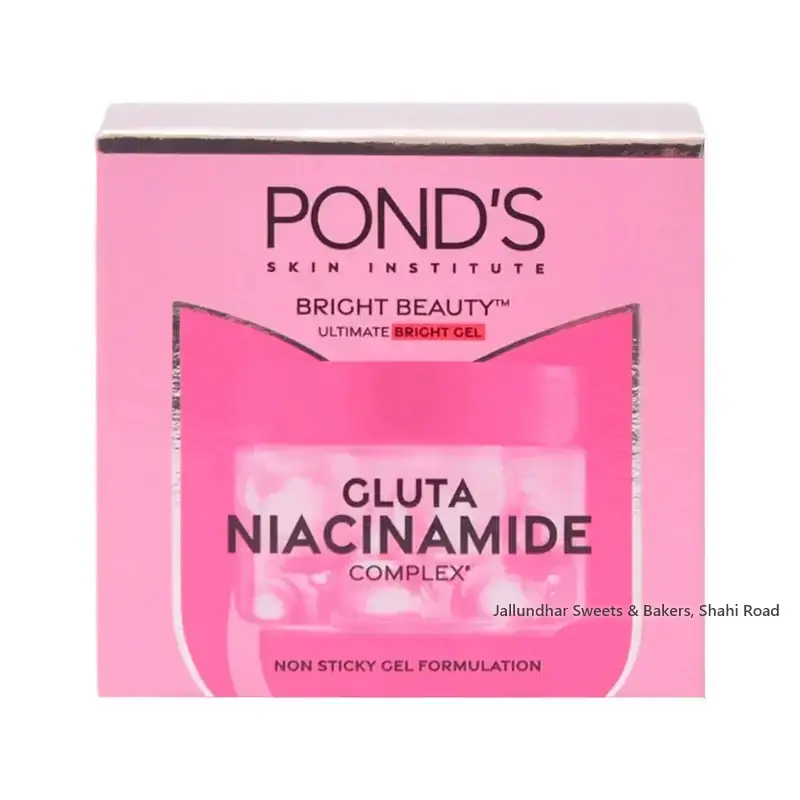 POND'S
SKIN INSTITUTE
BRIGHT BEAUTY™
ULTIMATE BRIGHT GEL
GLUTA
NIACINAMIDE
COMPLEX*
Jallundhar Sweets & Bakers, Shahi Road
NON STICKY GEL FORMULATION